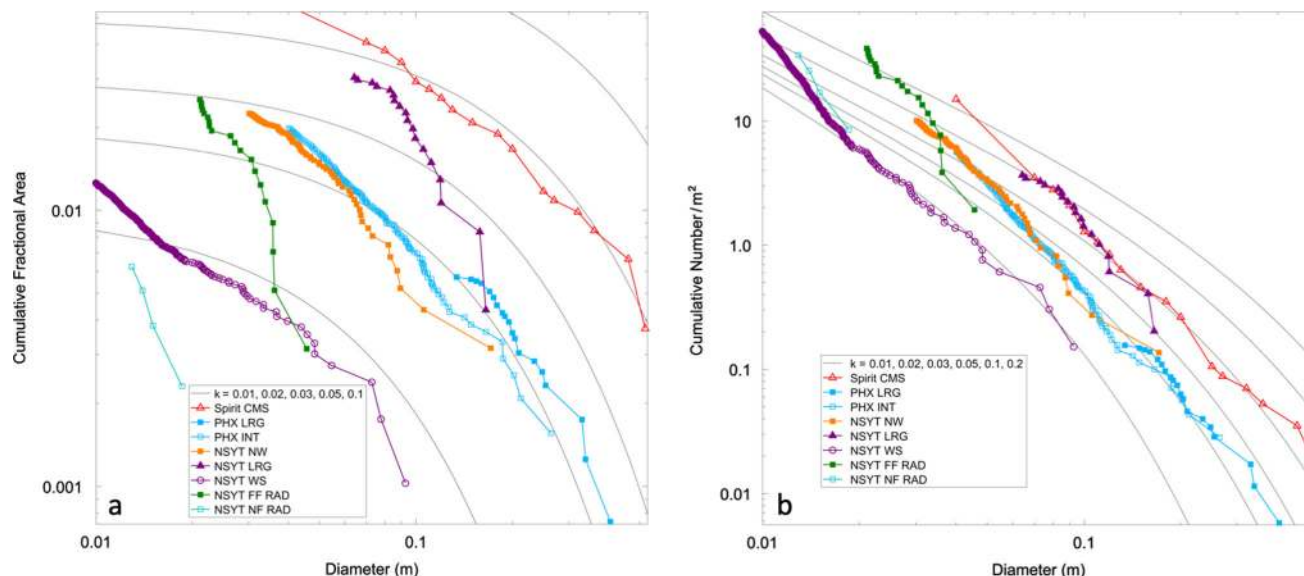 Cumulative Fractional Area
0.01
0.001
a
k = 0.01, 0.02, 0.03, 0.05, 0.1
Spirit CMS
PHX LRG
PHX INT
NSYT NW
NSYT LRG
NSYT WS
NSYT FF RAD
NSYT NF RAD
0.01
0.1
Diameter (m)
Cumulative Number/m²
10
1.0
0.1
0.01
b
k = 0.01, 0.02, 0.03, 0.05, 0.1, 0.2
Spirit CMS
PHX LRG
PHX INT
NSYT NW
NSYT LRG
NSYT WS
NSYT FF RAD
NSYT NF RAD
0.01
0.1
Diameter (m)